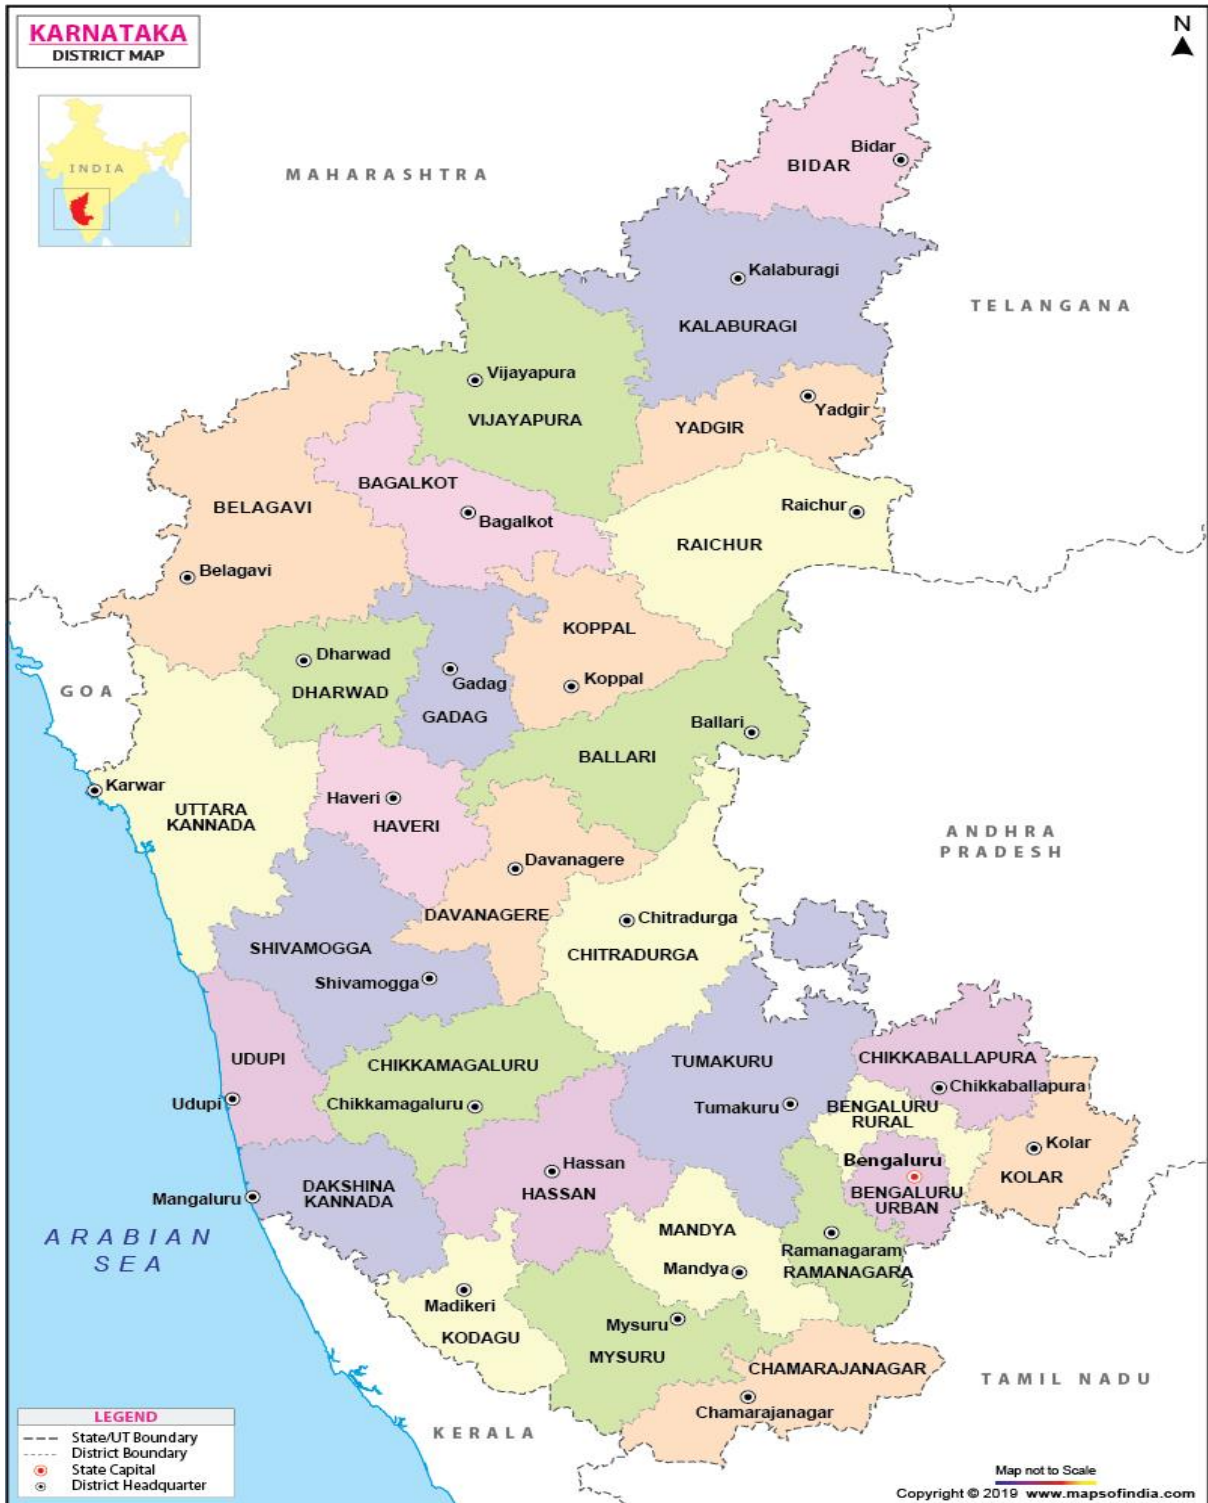 KARNATAKA
DISTRICT MAP
N
INDIA
MAHARASHTRA
Bidar
BIDAR
Kalaburagi
KALABURAGI
TELANGANA
Vijayapura
VIJAYAPURA
Yadgir
YADGIR
BAGALKOT
Bagalkot
BELAGAVI
Belagavi
Raichur
RAICHUR
KOPPAL
Koppal
Dharwad
DHARWAD
Gadag
GADAG
GOA
Ballari
BALLARI
Karwar
UTTARA
KANNADA
Haveri
HAVERI
ANDHRA
PRADESH
Davanagere
DAVANAGERE
Chitradurga
CHITRADURGA
SHIVAMOGGA
Shivamogga
UDUPI
Udupi
CHIKKAMAGALURU
Chikkamagaluru
TUMAKURU
Tumakuru
CHIKKABALLAPURA
Chikkaballapura
BENGALURU
RURAL
Kolar
KOLAR
Bengaluru
BENGALURU
URBAN
Hassan
HASSAN
DAKSHINA
KANNADA
Mangaluru
ARABIAN
SEA
MANDYA
Mandya
Ramanagaram
RAMANAGARA
Madikeri
KODAGU
Mysuru
MYSURU
CHAMARAJANAGAR
Chamarajanagar
TAMIL NADU
KERALA
LEGEND
State/UT Boundary
District Boundary
State Capital
District Headquarter
Map not to Scale
Copyright © 2019 www.mapsofindia.com